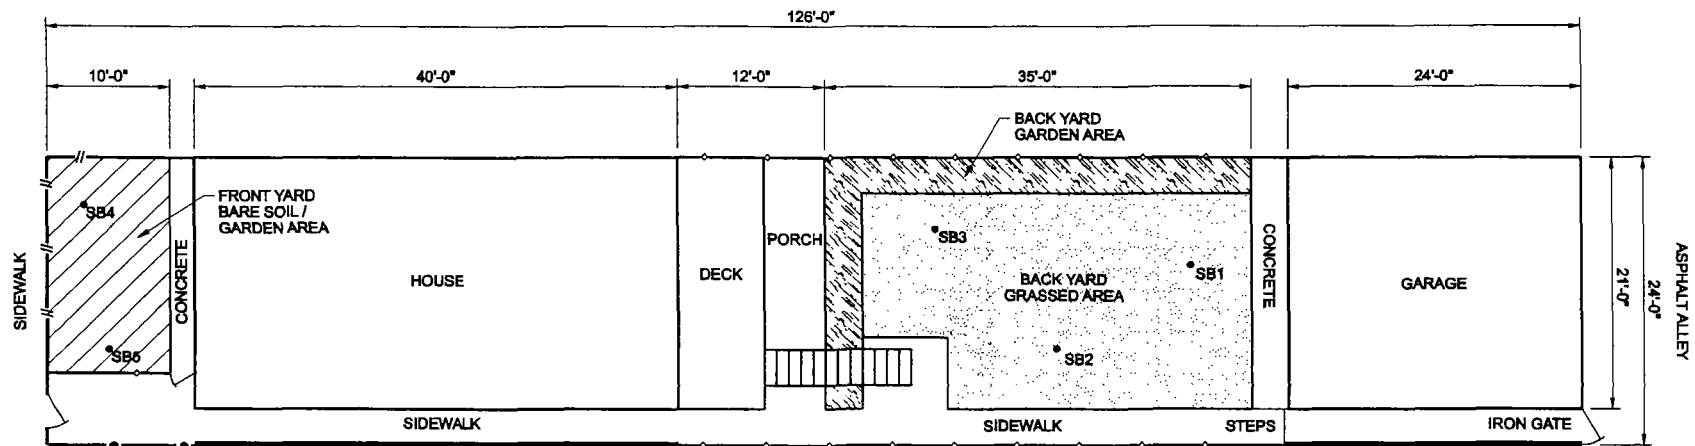 126'-0"
10'-0"
40'-0"
12'-0"
35'-0"
24'-0"
BACK YARD
GARDEN AREA
FRONT YARD
BARE SOIL /
GARDEN AREA
SB4
SB5
SIDEWALK
CONCRETE
HOUSE
DECK
PORCH
SB3
SB1
BACK YARD
GRASSED AREA
SB2
CONCRETE
GARAGE
21'-0"
24'-0"
ASPHALT ALLEY
SIDEWALK
SIDEWALK
STEPS
IRON GATE